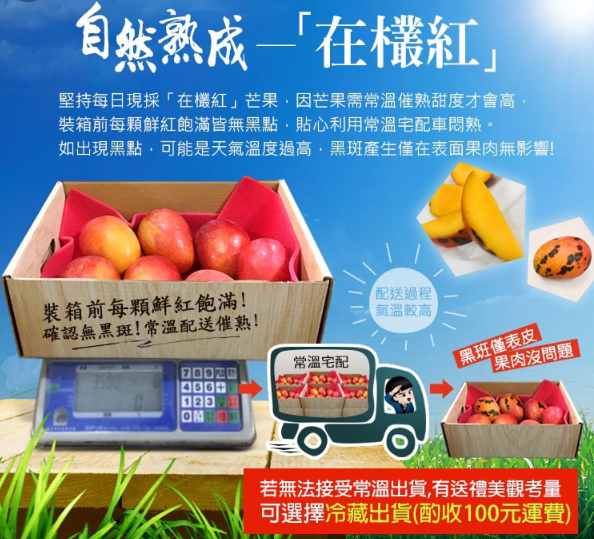 自然熟成—「在欉紅」
堅持每日現採「在欉紅」芒果，因芒果需常溫催熟甜度才會高，
裝箱前每顆鮮紅飽滿皆無黑點，貼心利用常溫宅配車悶熟。
如出現黑點，可能是天氣溫度過高，黑斑產生僅在表面果肉無影響!
配送過程
氣溫較高
裝箱前每顆鮮紅飽滿!
確認無黑斑!常溫配送催熟!
常溫宅配
黑斑僅表皮
果肉沒問題
789
456
123
若無法接受常溫出貨,有送禮美觀考量
可選擇冷藏出貨(酌收100元運費)